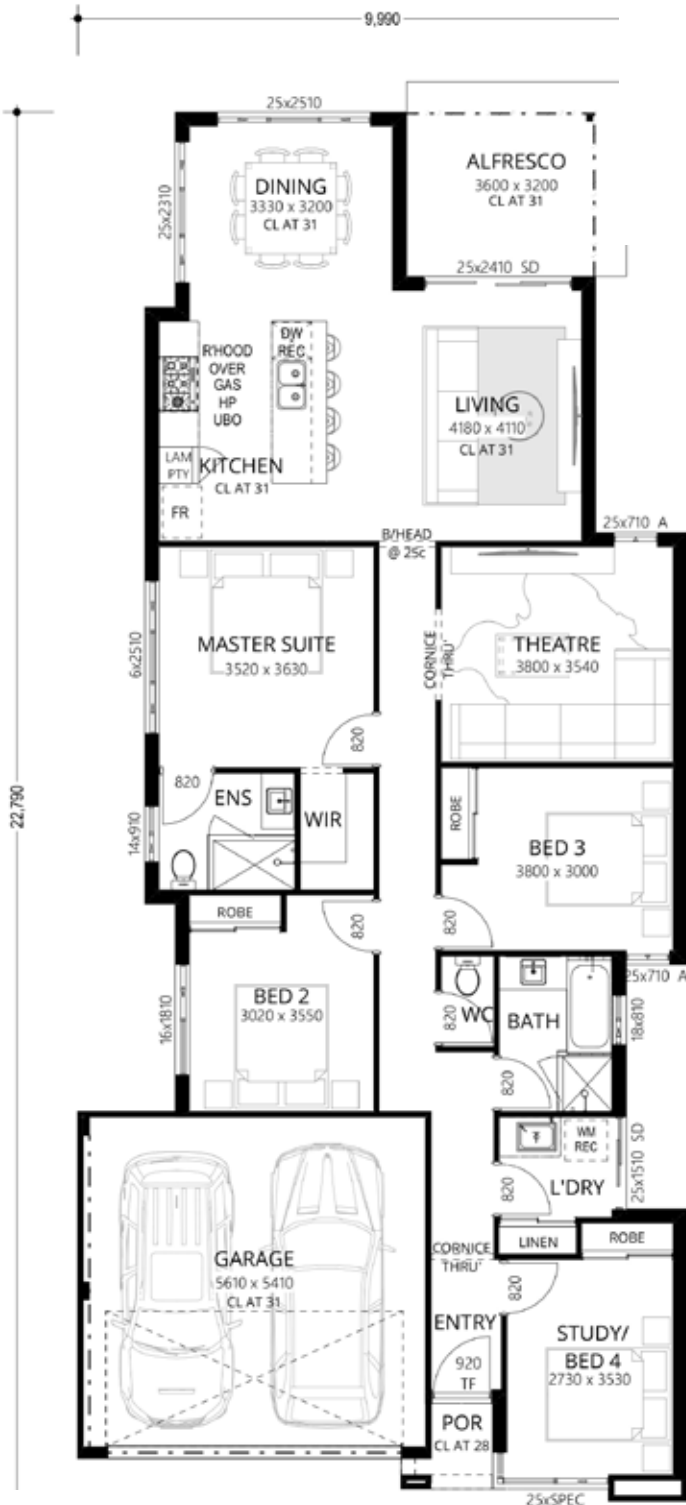 9,990
25x2510
25x2310
DINING
3330 x 3200
CL AT 31
ALFRESCO
3600 x 3200
CL AT 31
25x2410 SD
R'HOOD
OVER
GAS
HP
UBO
DW
REC
LIVING
4180 x 4110
CL AT 31
LAM
PTY
KITCHEN
CL AT 31
FR
B/HEAD
@ 25c
25x710 A
6x2510
MASTER SUITE
3520 x 3630
CORNICE
THRU'
THEATRE
3800 x 3540
820
22,790
820
ENS
WIR
14x910
ROBE
BED 3
3800 x 3000
ROBE
820
820
25x710 A
16x1810
BED 2
3020 x 3550
820
WC
BATH
18x810
820
WM
REC
25x1510 SD
820
L'DRY
LINEN
ROBE
GARAGE
5610 x 5410
CL AT 31
CORNICE
THRU'
820
ENTRY
STUDY/
BED 4
2730 x 3530
920
TF
POR
CL AT 28
25xSPEC